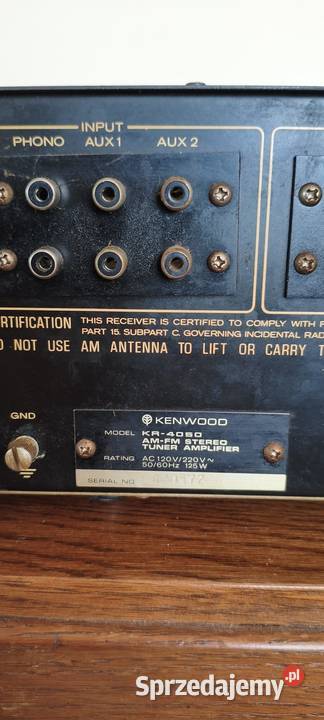 INPUT
PHONO AUX 1 AUX 2
RTIFICATION THIS RECEIVER IS CERTIFIED TO COMPLY WITH F
PART 15. SUBPART C. GOVERNING INCIDENTAL RAD
O NOT USE AM ANTENNA TO LIFT OR CARRY T
GND
KENWOOD
MODEL KR-4060
AM-FM STEREO
TUNER AMPLIFIER
RATING AC 120V/220V~
50/60Hz 125W
SERIAL NO
Sprzedajemy.pl